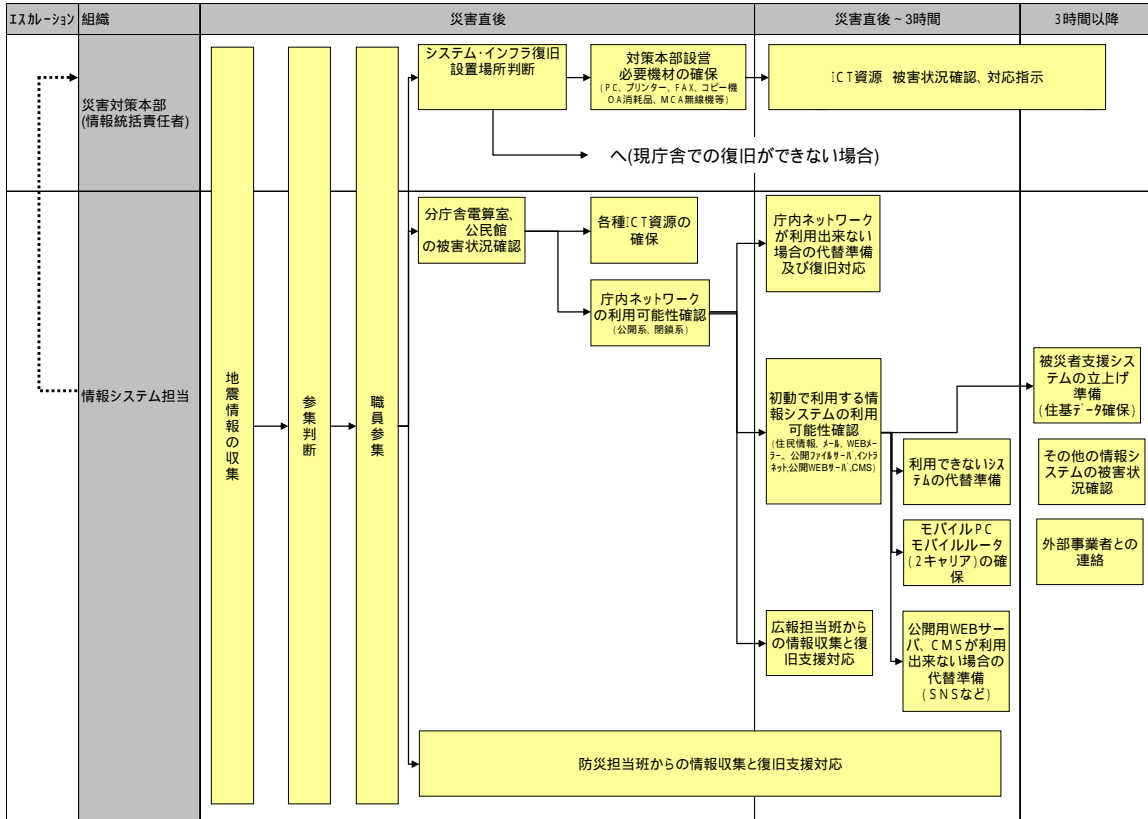 ｴｽｶﾚｰｼｮﾝ
組織
災害直後
災害直後～3時間
3時間以降
災害対策本部
(情報統括責任者)
システム・インフラ復旧
設置場所判断
対策本部設営
必要機材の確保
(PC、プリンター、FAX、コピー機
OA消耗品、MCA無線機等)
ICT資源 被害状況確認、対応指示
へ(現庁舎での復旧ができない場合)
情報システム担当
地震情報の収集
参集判断
職員参集
分庁舎電算室、
公民館
の被害状況確認
各種ICT資源の
確保
庁内ネットワーク
の利用可能性確認
(公開系、閉鎖系)
庁内ネットワーク
が利用出来ない
場合の代替準備
及び復旧対応
初動で利用する情
報システムの利用
可能性確認
(住民情報、ﾒｰﾙ、WEBﾒｰ
ﾗｰ、公開ﾌｧｲﾙｻｰﾊﾞ,ｲﾝﾄﾗ
ﾈｯﾄ,公開WEBｻｰﾊﾞ,CMS)
利用できないｼｽ
ﾃﾑの代替準備
モバイルPC
モバイルルータ
(2キャリア)の確
保
広報担当班から
の情報収集と復
旧支援対応
公開用WEBサー
バ、CMSが利用
出来ない場合の
代替準備
(SNSなど)
被災者支援シス
テムの立上げ
準備
(住基ﾃﾞｰﾀ確保)
その他の情報シ
ステムの被害状
況確認
外部事業者との
連絡
防災担当班からの情報収集と復旧支援対応